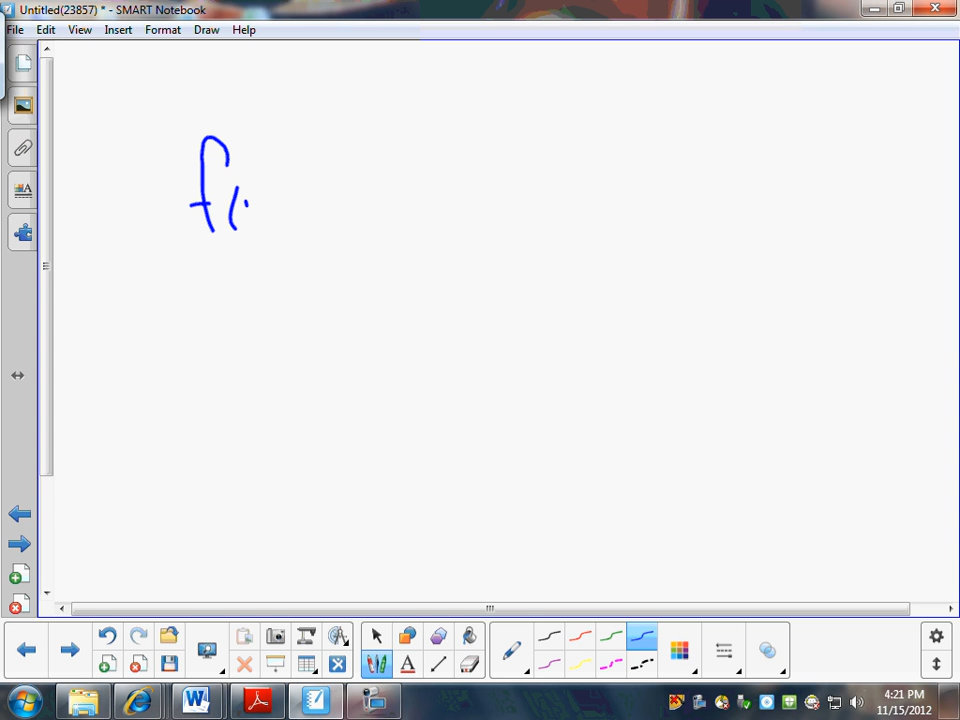 Untitled(23857) * - SMART Notebook
File Edit View Insert Format Draw Help
f(
4:21 PM
11/15/2012